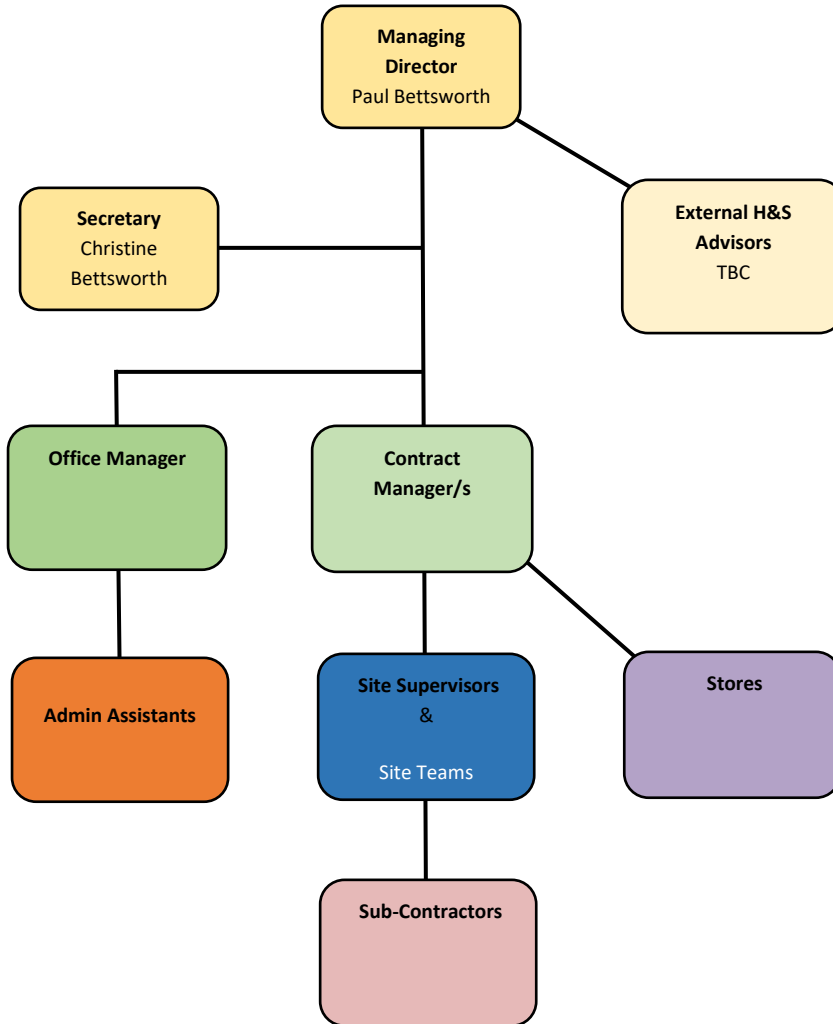 Managing
Director
Paul Bettsworth
Secretary
Christine
Bettsworth
External H&S
Advisors
TBC
Office Manager
Contract
Manager/s
Admin Assistants
Site Supervisors
&
Site Teams
Stores
Sub-Contractors